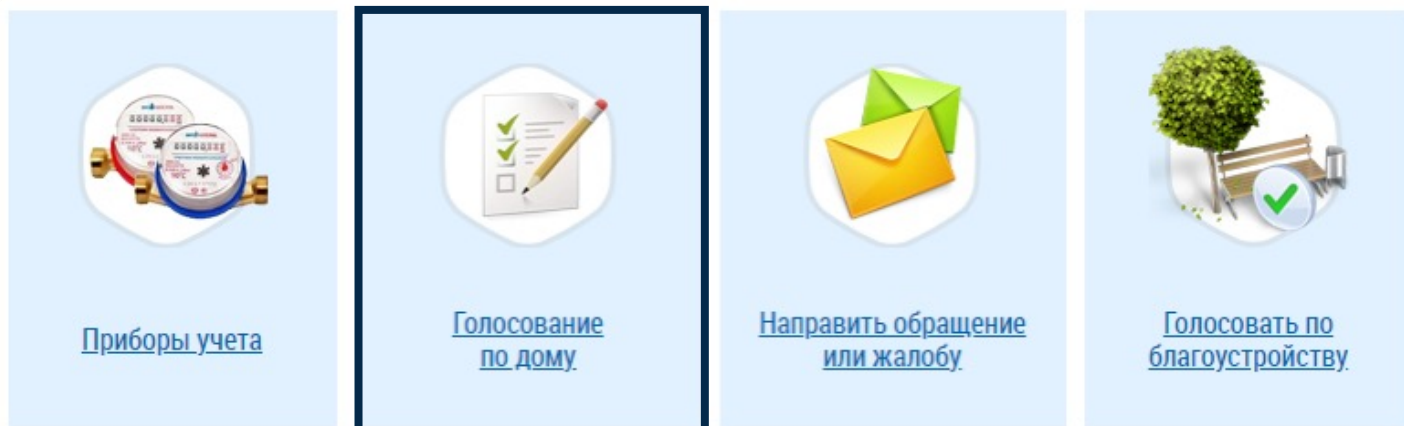 Приборы учета
Голосование
по дому
Направить обращение
или жалобу
Голосовать по
благоустройству